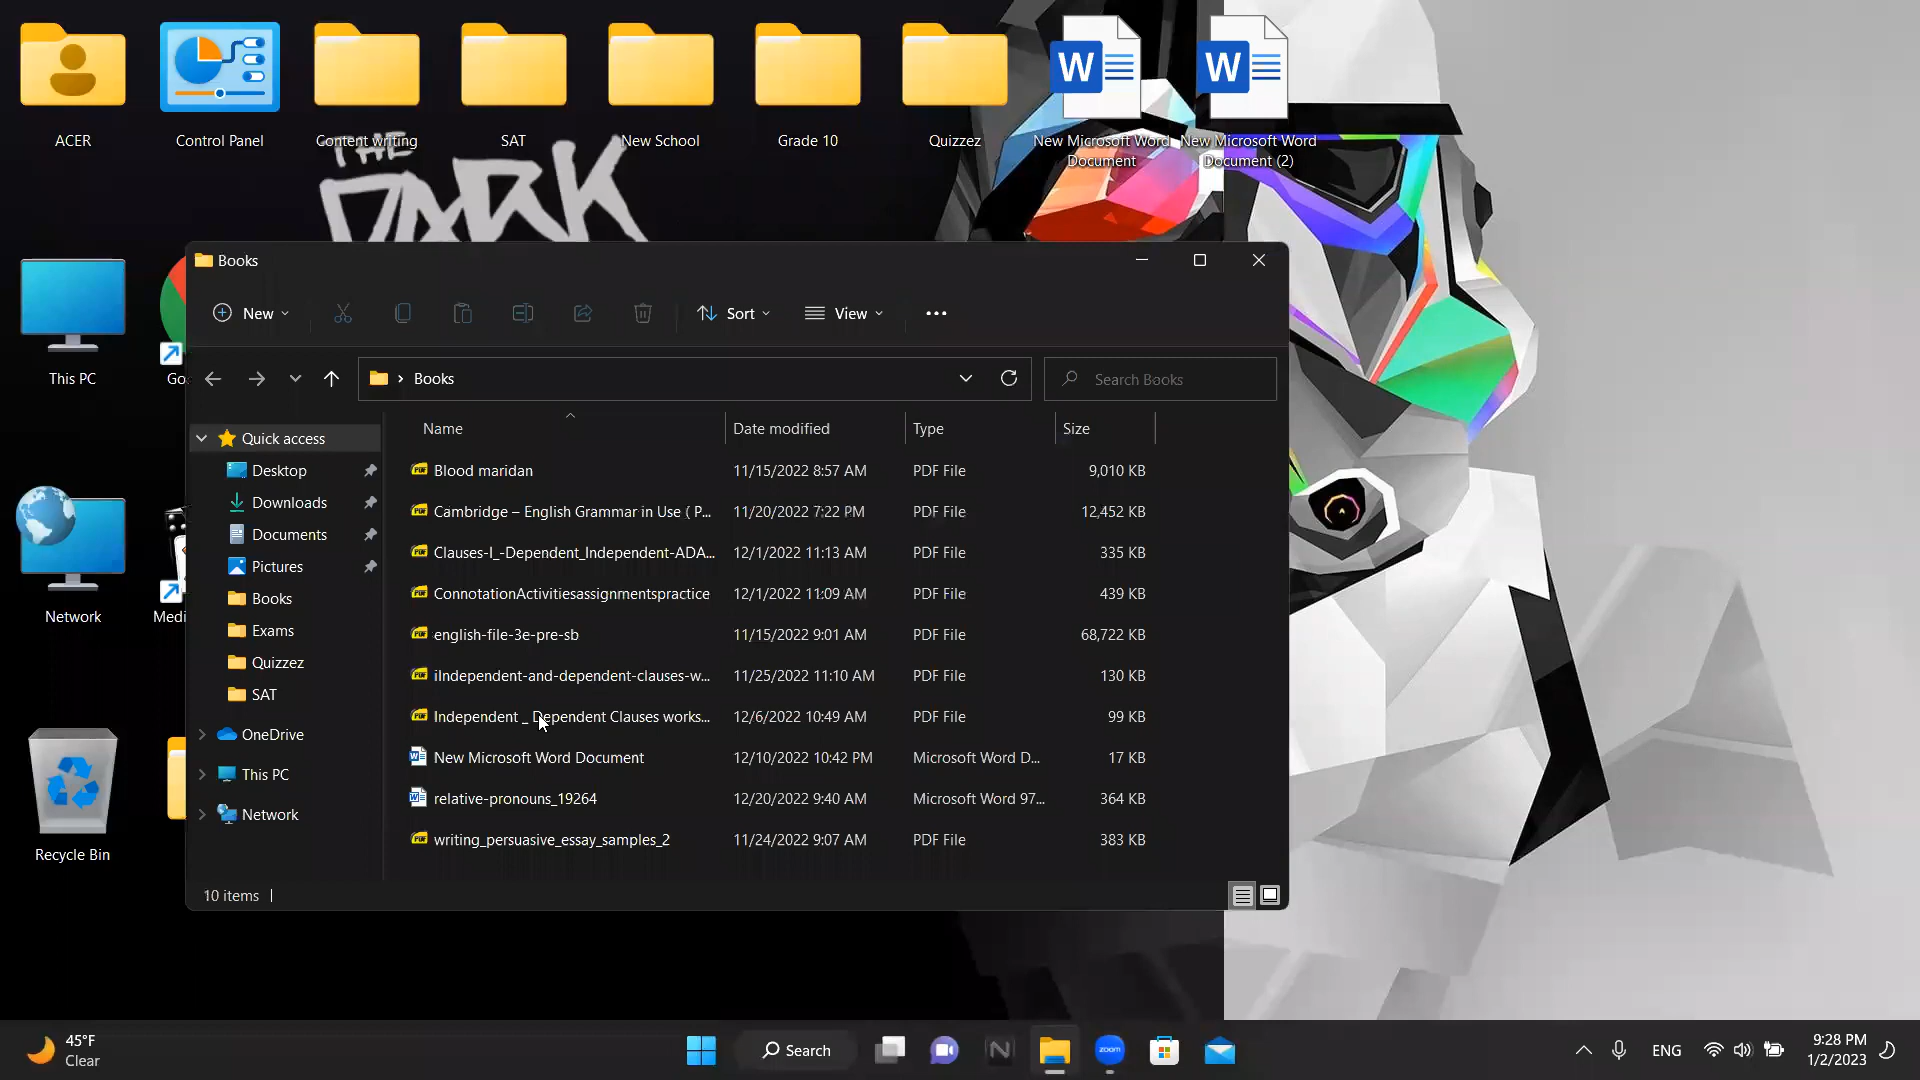 ACER
Control Panel
Content writing
SAT
New School
Grade 10
Quizzez
New Microsoft Word
Document
New Microsoft Word
Document (2)
THE
DARK
This PC
Network
Recycle Bin
Books
New
Sort
View
Books
Search Books
Name
Date modified
Type
Size
Quick access
Desktop
Downloads
Documents
Pictures
Books
Exams
Quizzez
SAT
OneDrive
This PC
Network
Blood maridan 11/15/2022 8:57 AM PDF File 9,010 KB
Cambridge – English Grammar in Use ( P... 11/20/2022 7:22 PM PDF File 12,452 KB
Clauses-I_-Dependent_Independent-ADA... 12/1/2022 11:13 AM PDF File 335 KB
ConnotationActivitiesassignmentspractice 12/1/2022 11:09 AM PDF File 439 KB
english-file-3e-pre-sb 11/15/2022 9:01 AM PDF File 68,722 KB
iIndependent-and-dependent-clauses-w... 11/25/2022 11:10 AM PDF File 130 KB
Independent _ Dependent Clauses works... 12/6/2022 10:49 AM PDF File 99 KB
New Microsoft Word Document 12/10/2022 10:42 PM Microsoft Word D... 17 KB
relative-pronouns_19264 12/20/2022 9:40 AM Microsoft Word 97... 364 KB
writing_persuasive_essay_samples_2 11/24/2022 9:07 AM PDF File 383 KB
10 items
45°F
Clear
Search
zoom
ENG
9:28 PM
1/2/2023